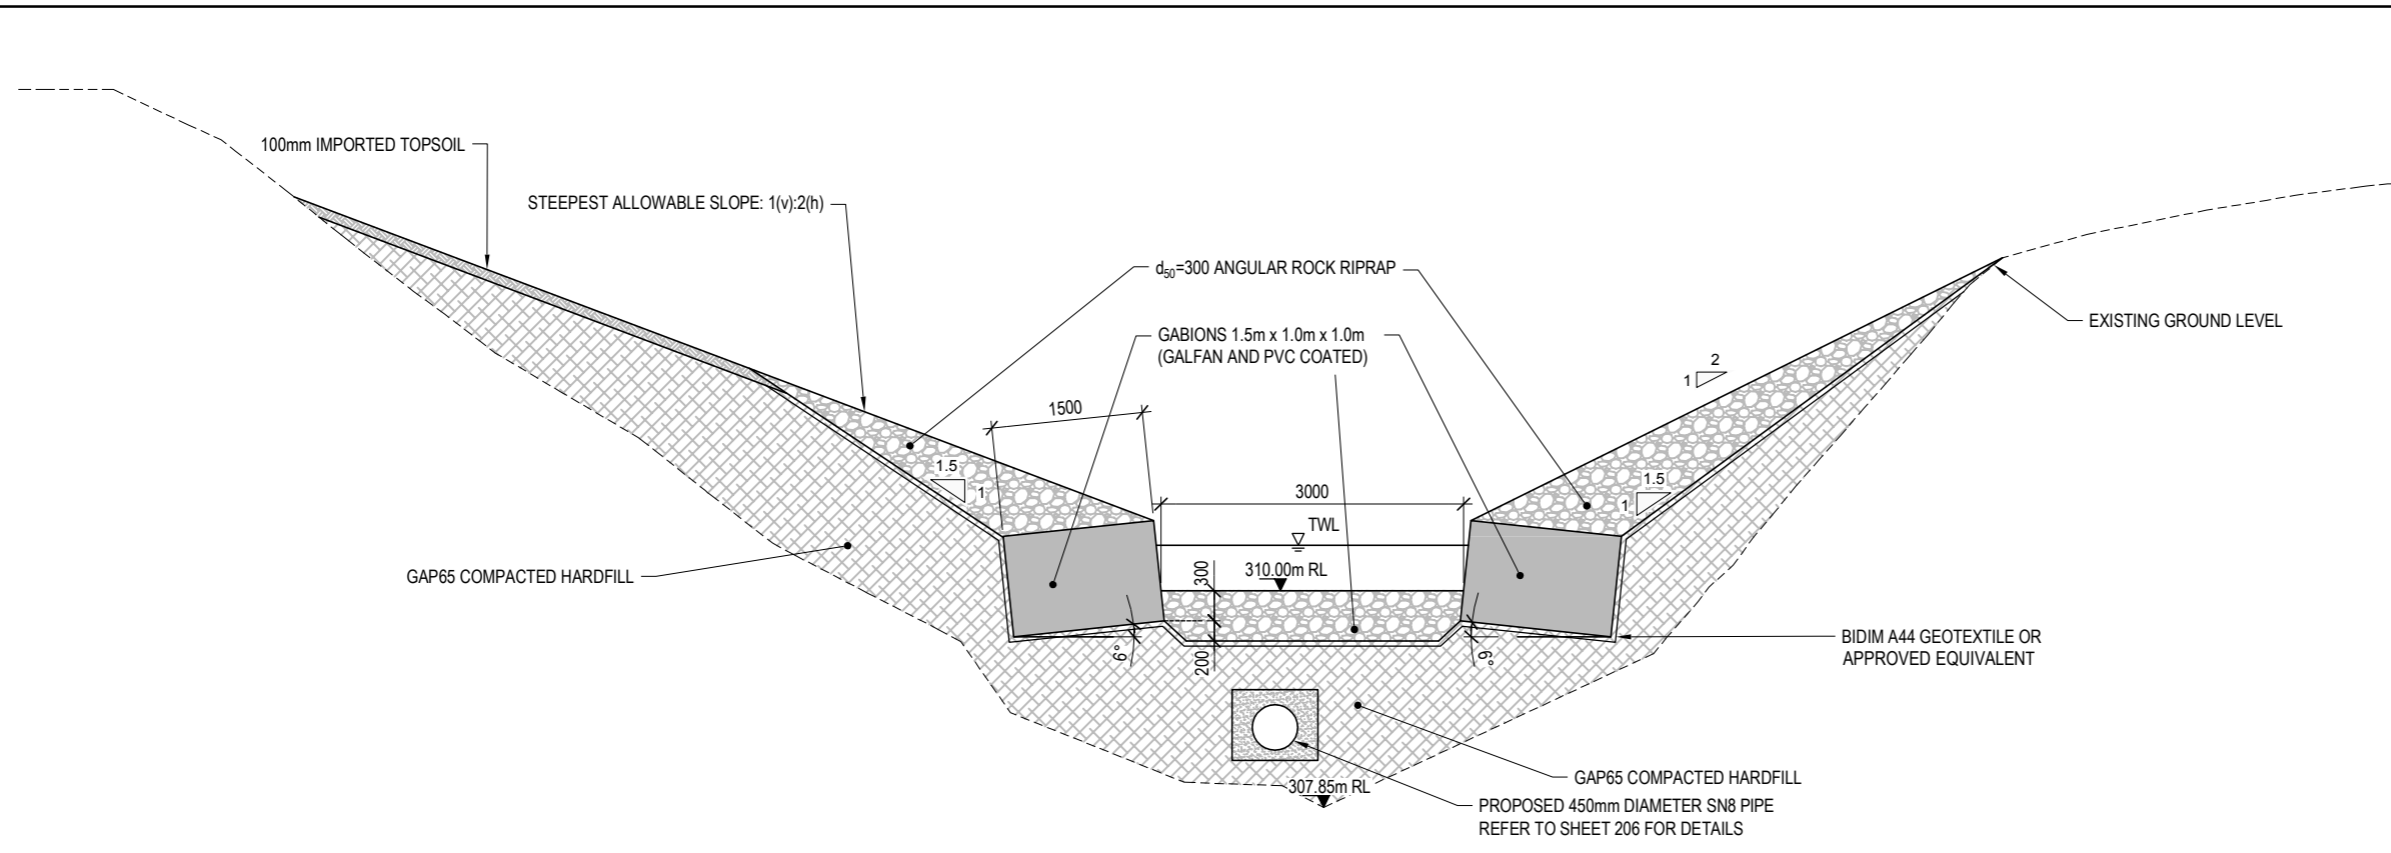 100mm IMPORTED TOPSOIL
STEEPEST ALLOWABLE SLOPE: 1(v):2(h)
d50=300 ANGULAR ROCK RIPRAP
GABIONS 1.5m x 1.0m x 1.0m
(GALFAN AND PVC COATED)
EXISTING GROUND LEVEL
2
1
1500
1.5
1
3000
1.5
1
TWL
310.00m RL
300
GAP65 COMPACTED HARDFILL
6°
200
6°
BIDIM A44 GEOTEXTILE OR
APPROVED EQUIVALENT
GAP65 COMPACTED HARDFILL
307.85m RL
PROPOSED 450mm DIAMETER SN8 PIPE
REFER TO SHEET 206 FOR DETAILS